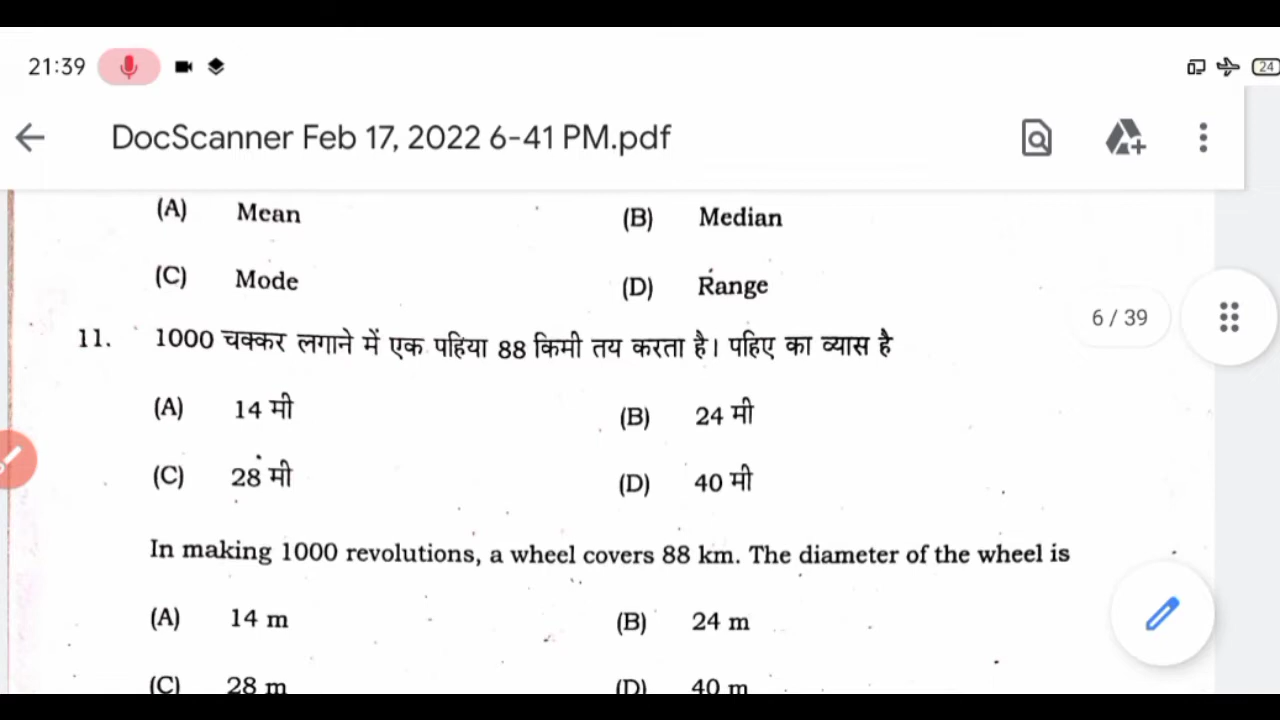 21:39
24
DocScanner Feb 17, 2022 6-41 PM.pdf
(A) Mean (B) Median
(C) Mode (D) Range
6 / 39
11. 1000 चक्कर लगाने में एक पहिया 88 किमी तय करता है। पहिए का व्यास है
(A) 14 मी (B) 24 मी
(C) 28 मी (D) 40 मी
In making 1000 revolutions, a wheel covers 88 km. The diameter of the wheel is
(A) 14 m (B) 24 m
(C) 28 m (D) 40 m